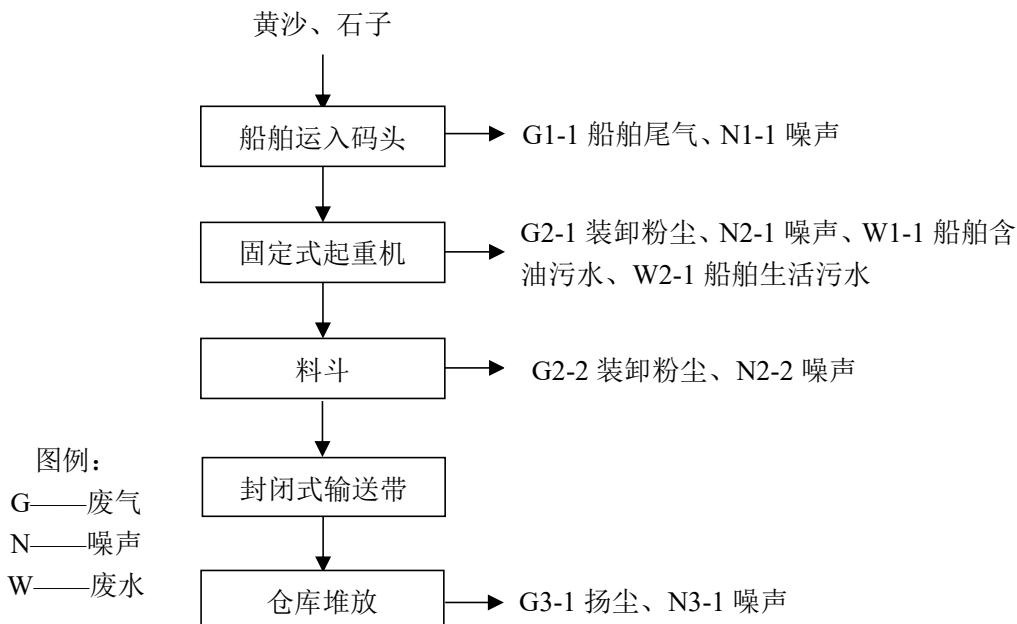 黄沙、石子
船舶运入码头
G1-1 船舶尾气、N1-1 噪声
固定式起重机
G2-1 装卸粉尘、N2-1 噪声、W1-1 船舶含
油污水、W2-1 船舶生活污水
料斗
G2-2 装卸粉尘、N2-2 噪声
封闭式输送带
仓库堆放
G3-1 扬尘、N3-1 噪声
图例：
G——废气
N——噪声
W——废水